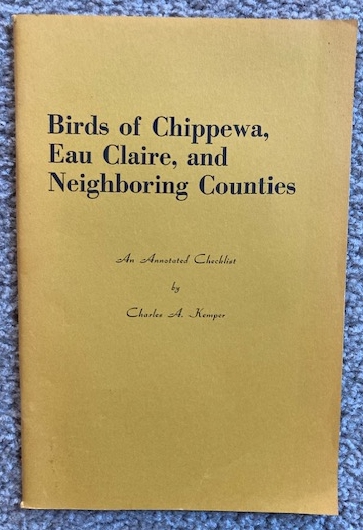 Birds of Chippewa,
Eau Claire, and
Neighboring Counties
An Annotated Checklist
by
Charles A. Kemper